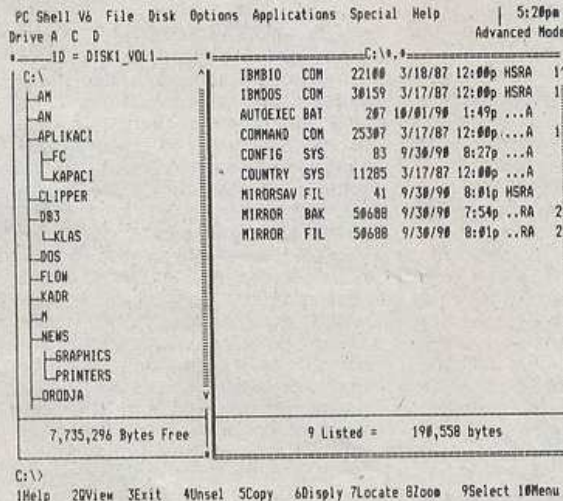 PC Shell V6 File Disk Options Applications Special Help | 5:20pm
Drive A C D Advanced Mode
ID = DISK1_VOL1 C:\*.*
C:\
AM
AN
APLIKACI
FC
KAPACI
CLIPPER
DB3
KLAS
DOS
FLOW
KADR
M
NEWS
GRAPHICS
PRINTERS
ORODJA
IBMBIO COM 22100 3/18/87 12:00p HSRA
IBMDOS COM 30159 3/17/87 12:00p HSRA 1
AUTOEXEC BAT 207 10/01/90 1:49p ...A
COMMAND COM 25307 3/17/87 12:00p ...A 1
CONFIG SYS 83 9/30/90 8:27p ...A
COUNTRY SYS 11285 3/17/87 12:00p ...A
MIRORSAV FIL 41 9/30/90 8:01p HSRA
MIRROR BAK 50688 9/30/90 7:54p ..RA 2
MIRROR FIL 50688 9/30/90 8:01p ..RA 2
7,735,296 Bytes Free
9 Listed = 190,558 bytes
C:\>
1Help 2QView 3Exit 4Unsel 5Copy 6Disply 7Locate 8Zoom 9Select 10Menu